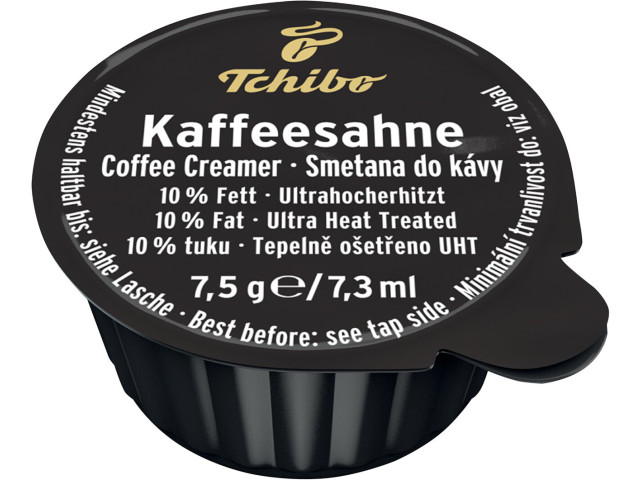 Tchibo
Kaffeesahne
Coffee Creamer · Smetana do kávy
10 % Fett · Ultrahocherhitzt
10 % Fat · Ultra Heat Treated
10 % tuku · Tepelně ošetřeno UHT
7,5 g ℮ / 7,3 ml
Mindestens haltbar bis: siehe Lasche · Best before: see tap side · Minimální trvanlivost do: viz obal